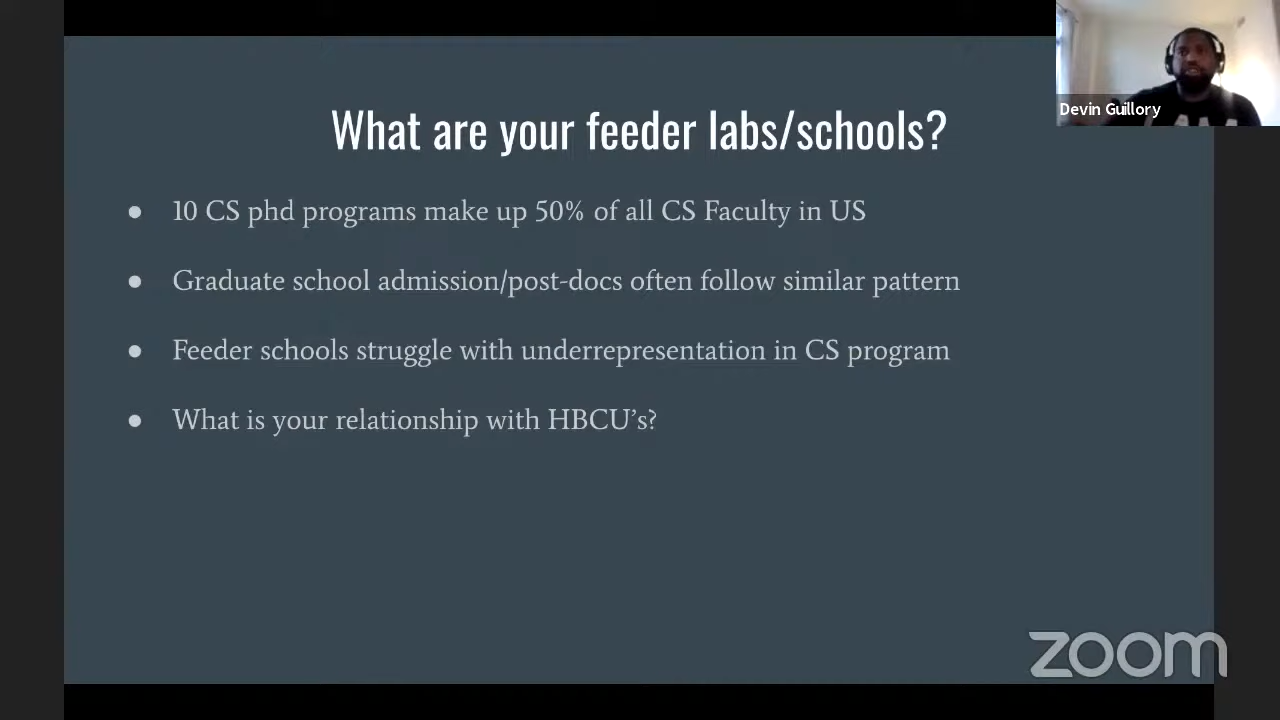 Devin Guillory
What are your feeder labs/schools?
● 10 CS phd programs make up 50% of all CS Faculty in US
● Graduate school admission/post-docs often follow similar pattern
● Feeder schools struggle with underrepresentation in CS program
● What is your relationship with HBCU’s?
zoom